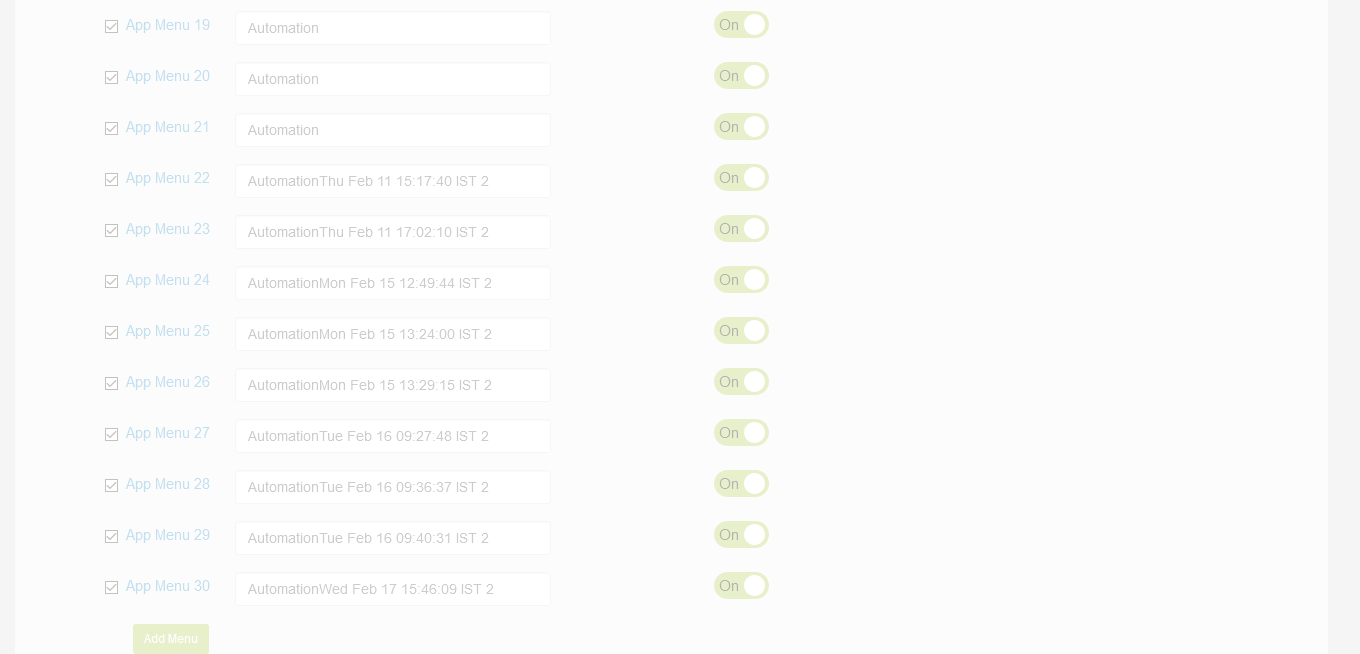 App Menu 19 Automation On
App Menu 20 Automation On
App Menu 21 Automation On
App Menu 22 AutomationThu Feb 11 15:17:40 IST 2 On
App Menu 23 AutomationThu Feb 11 17:02:10 IST 2 On
App Menu 24 AutomationMon Feb 15 12:49:44 IST 2 On
App Menu 25 AutomationMon Feb 15 13:24:00 IST 2 On
App Menu 26 AutomationMon Feb 15 13:29:15 IST 2 On
App Menu 27 AutomationTue Feb 16 09:27:48 IST 2 On
App Menu 28 AutomationTue Feb 16 09:36:37 IST 2 On
App Menu 29 AutomationTue Feb 16 09:40:31 IST 2 On
App Menu 30 AutomationWed Feb 17 15:46:09 IST 2 On
Add Menu